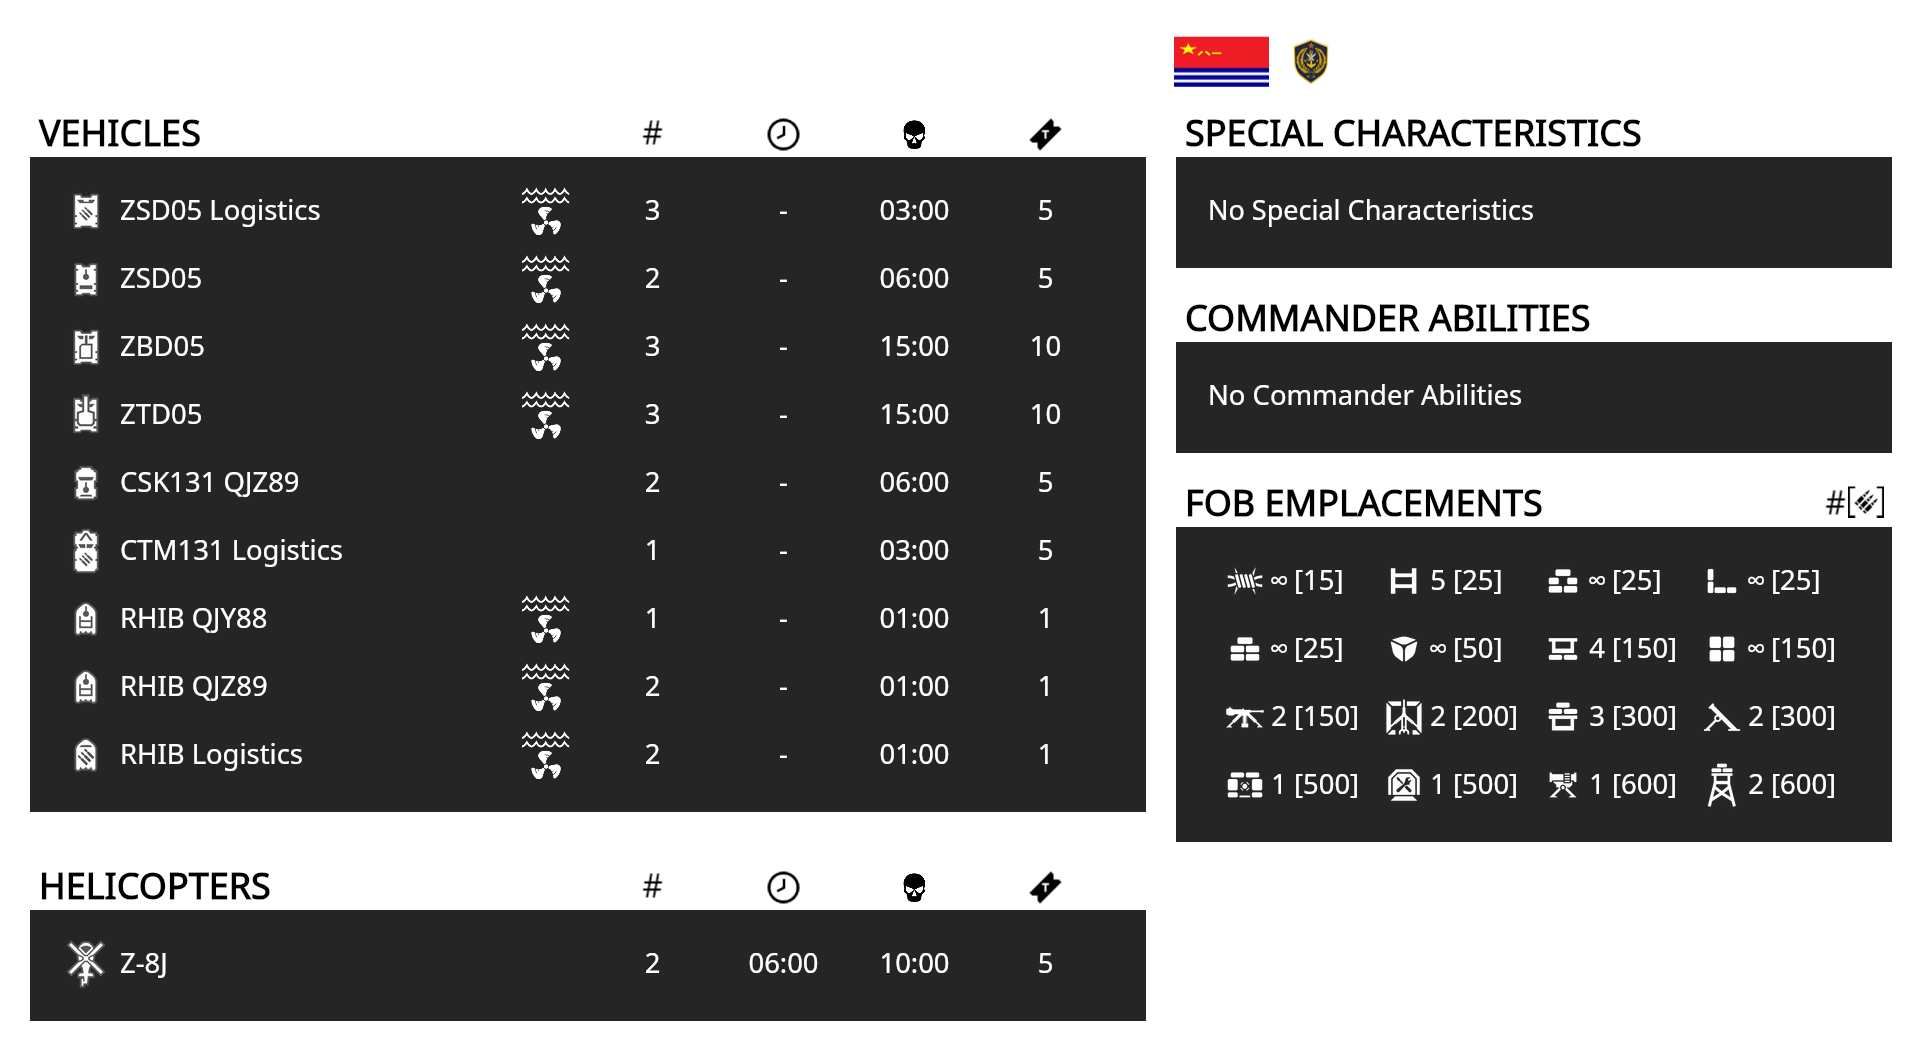 VEHICLES #
ZSD05 Logistics 3 - 03:00 5
ZSD05 2 - 06:00 5
ZBD05 3 - 15:00 10
ZTD05 3 - 15:00 10
CSK131 QJZ89 2 - 06:00 5
CTM131 Logistics 1 - 03:00 5
RHIB QJY88 1 - 01:00 1
RHIB QJZ89 2 - 01:00 1
RHIB Logistics 2 - 01:00 1
HELICOPTERS #
Z-8J 2 06:00 10:00 5
SPECIAL CHARACTERISTICS
No Special Characteristics
COMMANDER ABILITIES
No Commander Abilities
FOB EMPLACEMENTS #[]
∞ [15] 5 [25] ∞ [25] ∞ [25]
∞ [25] ∞ [50] 4 [150] ∞ [150]
2 [150] 2 [200] 3 [300] 2 [300]
1 [500] 1 [500] 1 [600] 2 [600]